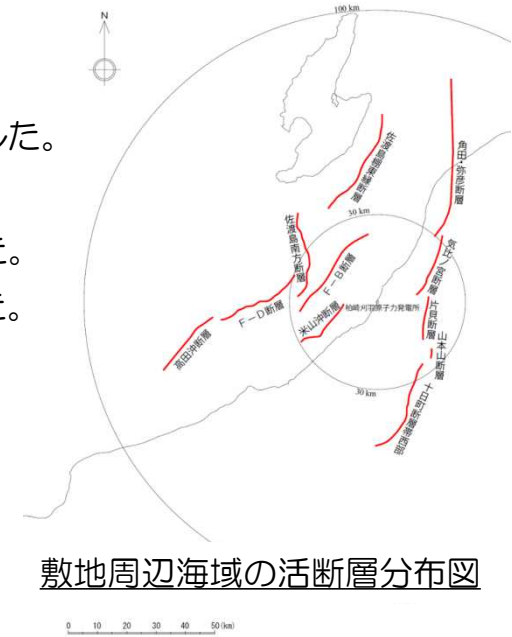 100 km
N
した。
た。
た。
佐渡島棚東縁断層
角田・弥彦断層
30 km
佐渡島南方断層
F－B断層
気比ノ宮断層
柏崎刈羽原子力発電所
F－D断層
米山沖断層
片貝断層
高田沖断層
山本山断層
30 km
十日町断層帯西部
敷地周辺海域の活断層分布図
0 10 20 30 40 50(km)